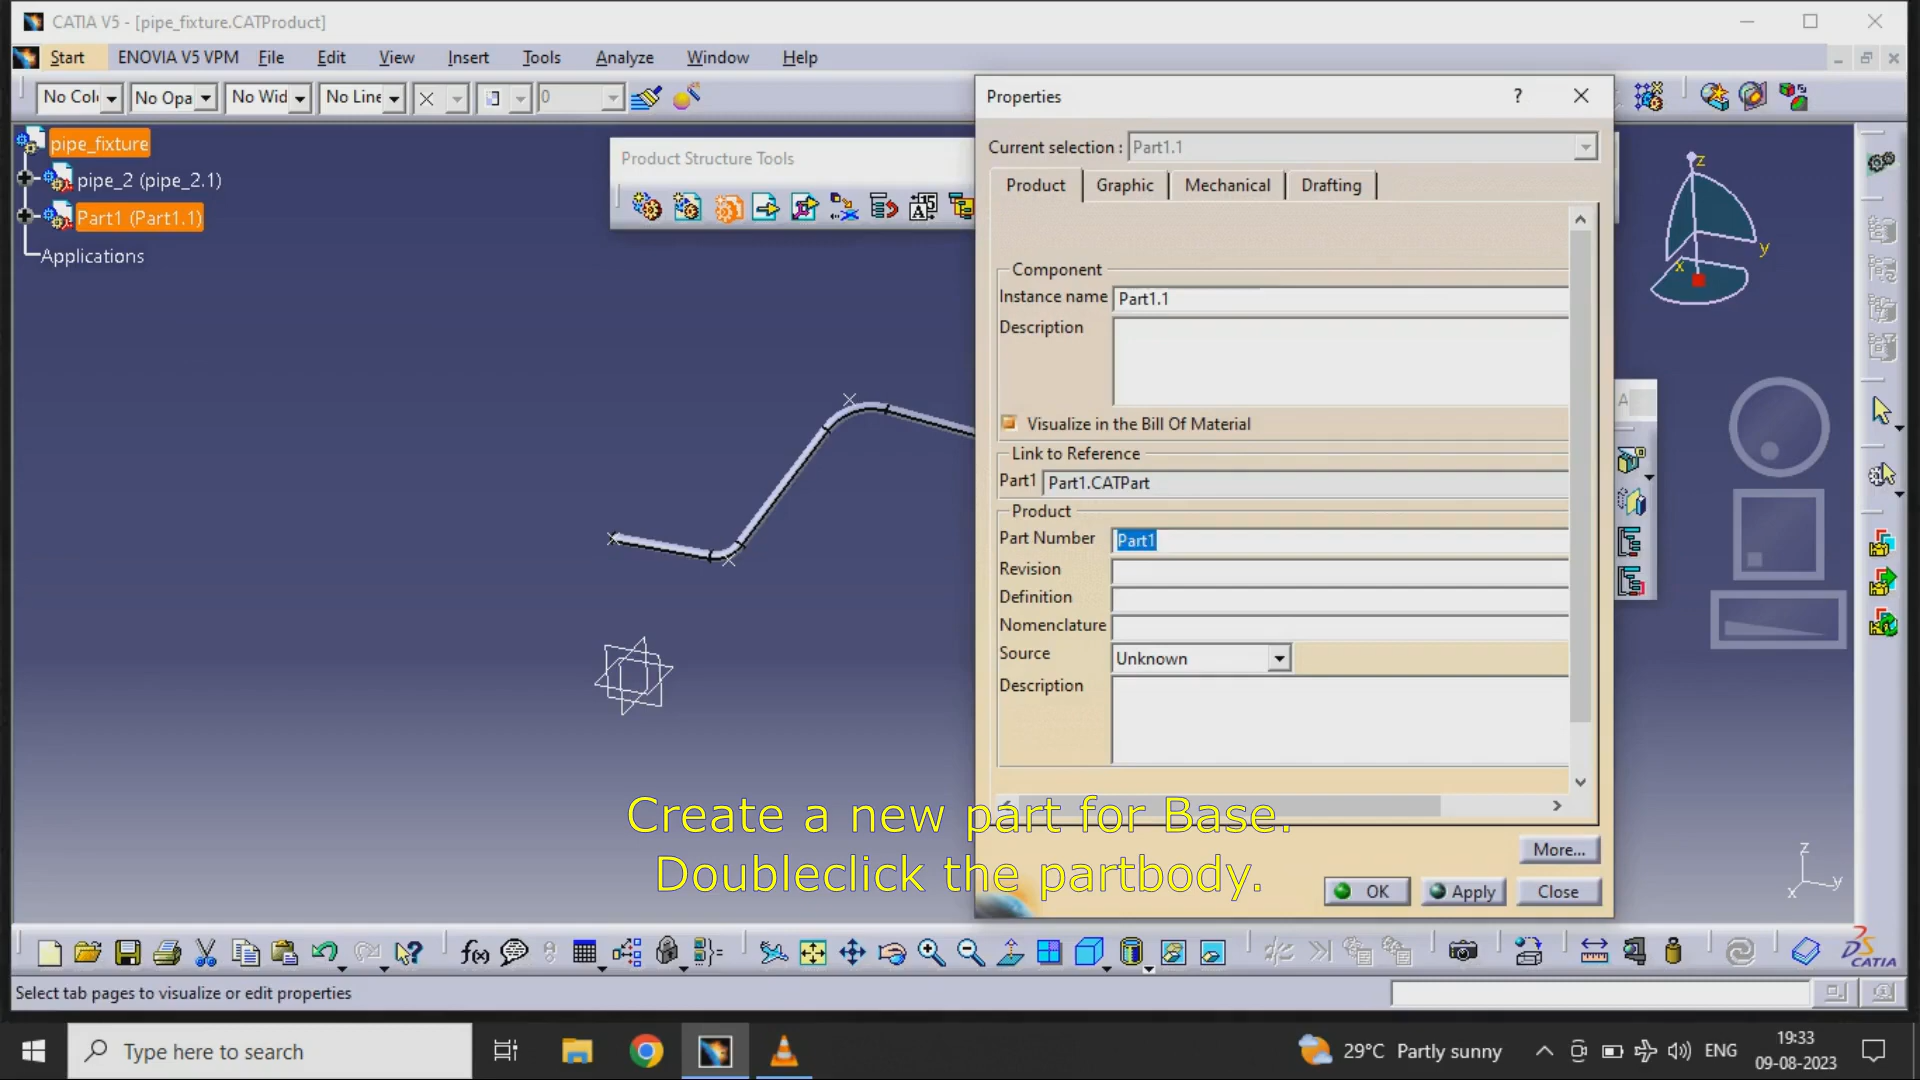 CATIA V5 - [pipe_fixture.CATProduct]
Start ENOVIA V5 VPM File Edit View Insert Tools Analyze Window Help
No Col No Opa No Wid No Line 0
Properties ?
Current selection : Part1.1
Product Graphic Mechanical Drafting
pipe_fixture
pipe_2 (pipe_2.1)
Part1 (Part1.1)
Applications
Product Structure Tools
Component
Instance name Part1.1
Description
Visualize in the Bill Of Material
Link to Reference
Part1 Part1.CATPart
Product
Part Number Part1
Revision
Definition
Nomenclature
Source Unknown
Description
More...
OK Apply Close
z
y
x
A
z
y
x
Create a new part for Base.
Doubleclick the partbody.
f(x)
CATIA
Select tab pages to visualize or edit properties
Type here to search
29°C Partly sunny
ENG
19:33
09-08-2023